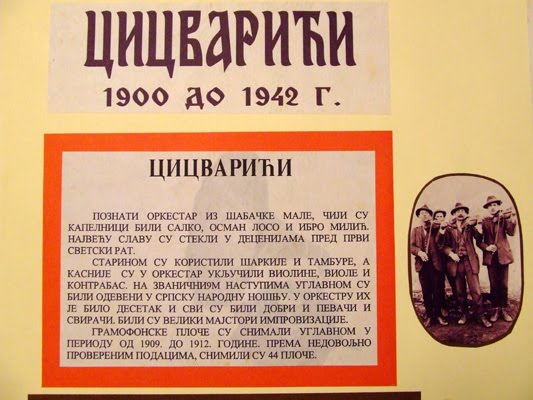 ЦИЦВАРИЋИ
1900 ДО 1942 Г.
ЦИЦВАРИЋИ
ПОЗНАТИ ОРКЕСТАР ИЗ ШАБАЧКЕ МАЛЕ, ЧИЈИ СУ
КАПЕЛНИЦИ БИЛИ САЛКО, ОСМАН ЛОСО И ИБРО МИЛИЋ.
НАЈВЕЋУ СЛАВУ СУ СТЕКЛИ У ДЕЦЕНИЈАМА ПРЕД ПРВИ
СВЕТСКИ РАТ.
СТАРИНОМ СУ КОРИСТИЛИ ШАРКИЈЕ И ТАМБУРЕ, А
КАСНИЈЕ СУ У ОРКЕСТАР УКЉУЧИЛИ ВИОЛИНЕ, ВИОЛЕ И
КОНТРАБАС. НА ЗВАНИЧНИЯМ НАСТУПИМА УГЛАВНОМ СУ
БИЛИ ОДЕВЕНИ У СРПСКУ НАРОДНУ НОШЊУ. У ОРКЕСТРУ ИХ
ЈЕ БИЛО ДЕСЕТАК И СВИ СУ БИЛИ ДОБРИ И ПЕВАЧИ И
СВИРАЧИ. БИЛИ СУ ВЕЛИКИ МАЈСТОРИ ИМПРОВИЗАЦИЈЕ.
ГРАМОФОНСКЕ ПЛОЧЕ СУ СНИМАЛИ УГЛАВНОМ У
ПЕРИОДУ ОД 1909. ДО 1912. ГОДИНЕ. ПРЕМА НЕДОВОЉНО
ПРОВЕРЕНИМ ПОДАЦИМА, СНИМИЛИ СУ 44 ПЛОЧЕ.